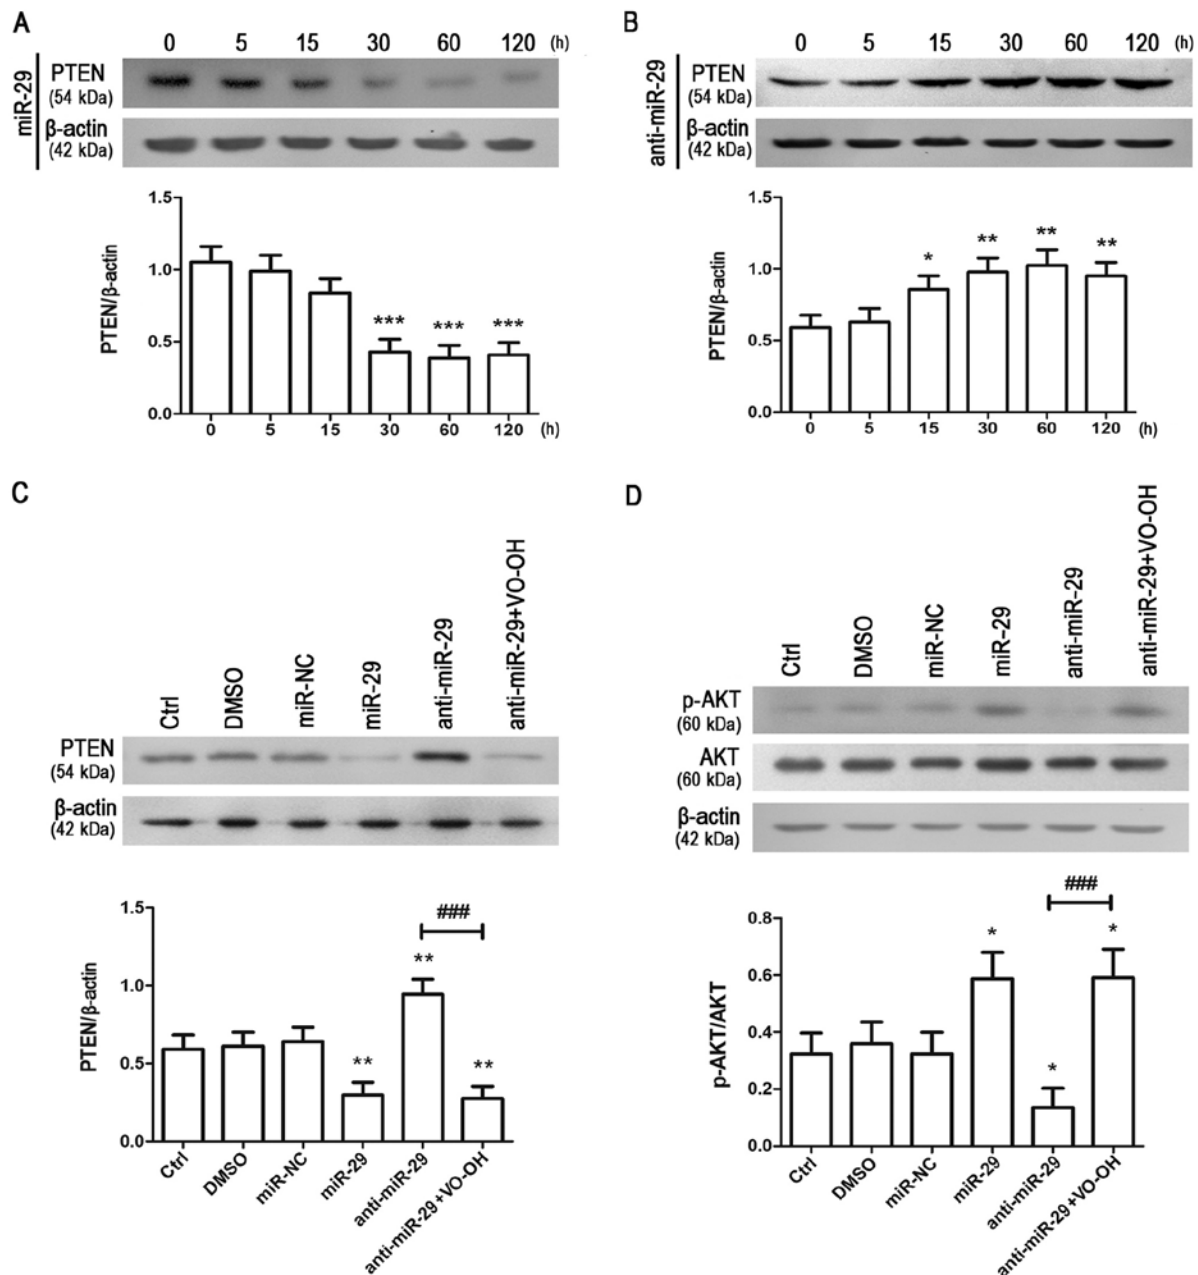 A
0 5 15 30 60 120 (h)
miR-29
PTEN
(54 kDa)
β-actin
(42 kDa)
PTEN/β-actin
1.5
1.0
0.5
0.0
*** *** ***
0 5 15 30 60 120 (h)
B
0 5 15 30 60 120 (h)
anti-miR-29
PTEN
(54 kDa)
β-actin
(42 kDa)
PTEN/β-actin
1.5
1.0
0.5
0.0
* ** ** **
0 5 15 30 60 120 (h)
C
Ctrl
DMSO
miR-NC
miR-29
anti-miR-29
anti-miR-29+VO-OH
PTEN
(54 kDa)
β-actin
(42 kDa)
PTEN/β-actin
1.5
1.0
0.5
0.0
###
** ** **
Ctrl
DMSO
miR-NC
miR-29
anti-miR-29
anti-miR-29+VO-OH
D
Ctrl
DMSO
miR-NC
miR-29
anti-miR-29
anti-miR-29+VO-OH
p-AKT
(60 kDa)
AKT
(60 kDa)
β-actin
(42 kDa)
p-AKT/AKT
0.8
0.6
0.4
0.2
0.0
###
* * *
Ctrl
DMSO
miR-NC
miR-29
anti-miR-29
anti-miR-29+VO-OH